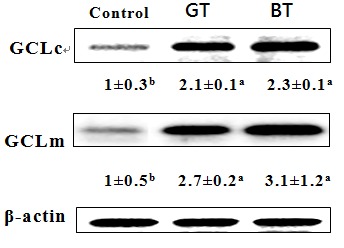 Control GT BT
GCLc
1±0.3ᵇ 2.1±0.1ᵃ 2.3±0.1ᵃ
GCLm
1±0.5ᵇ 2.7±0.2ᵃ 3.1±1.2ᵃ
β-actin